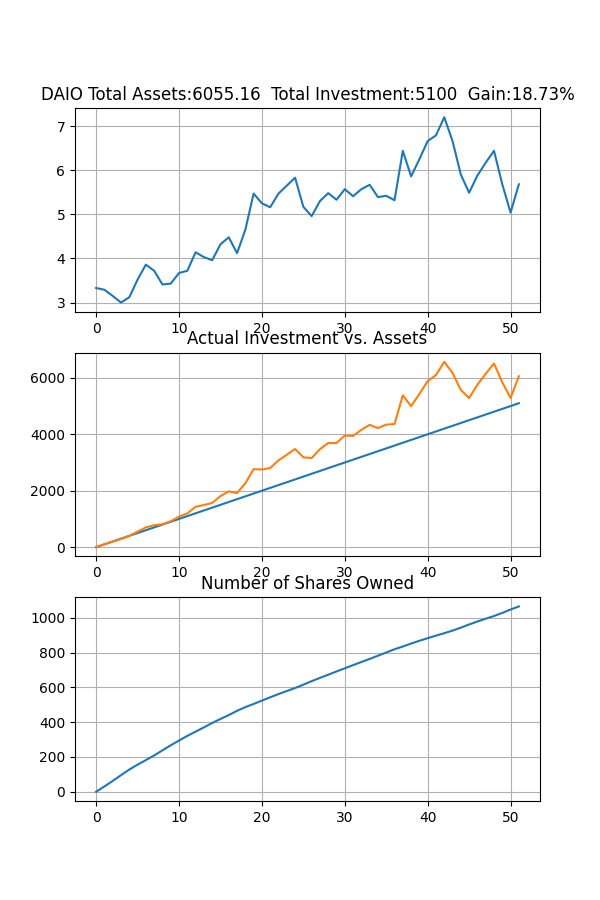 DAIO Total Assets:6055.16  Total Investment:5100  Gain:18.73%
7
6
5
4
3
0 10 20 30 40 50
Actual Investment vs. Assets
6000
4000
2000
0
0 10 20 30 40 50
Number of Shares Owned
1000
800
600
400
200
0
0 10 20 30 40 50